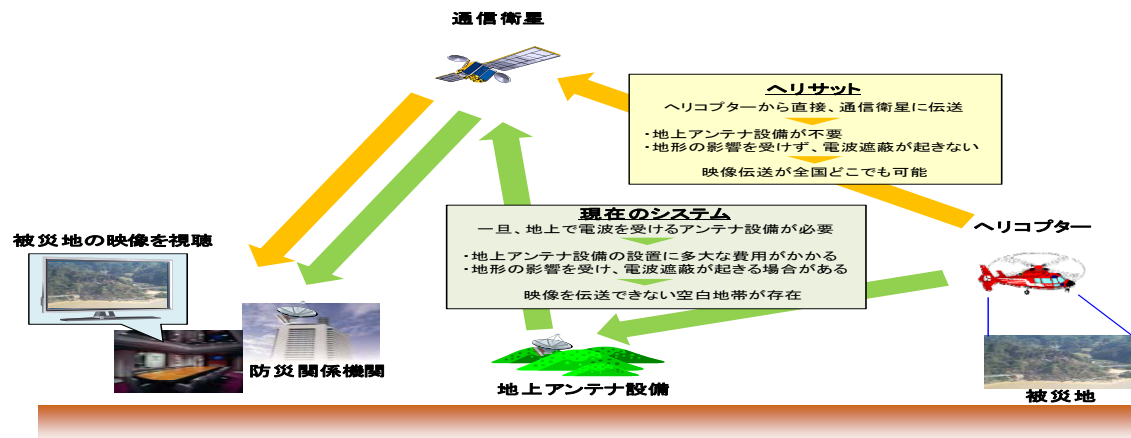 通信衛星
ヘリサット
ヘリコプターから直接、通信衛星に伝送
・地上アンテナ設備が不要
・地形の影響を受けず、電波遮蔽が起きない
映像伝送が全国どこでも可能
現在のシステム
一旦、地上で電波を受けるアンテナ設備が必要
・地上アンテナ設備の設置に多大な費用がかかる
・地形の影響を受け、電波遮蔽が起きる場合がある
映像を伝送できない空白地帯が存在
ヘリコプター
被災地の映像を視聴
防災関係機関
地上アンテナ設備
被災地